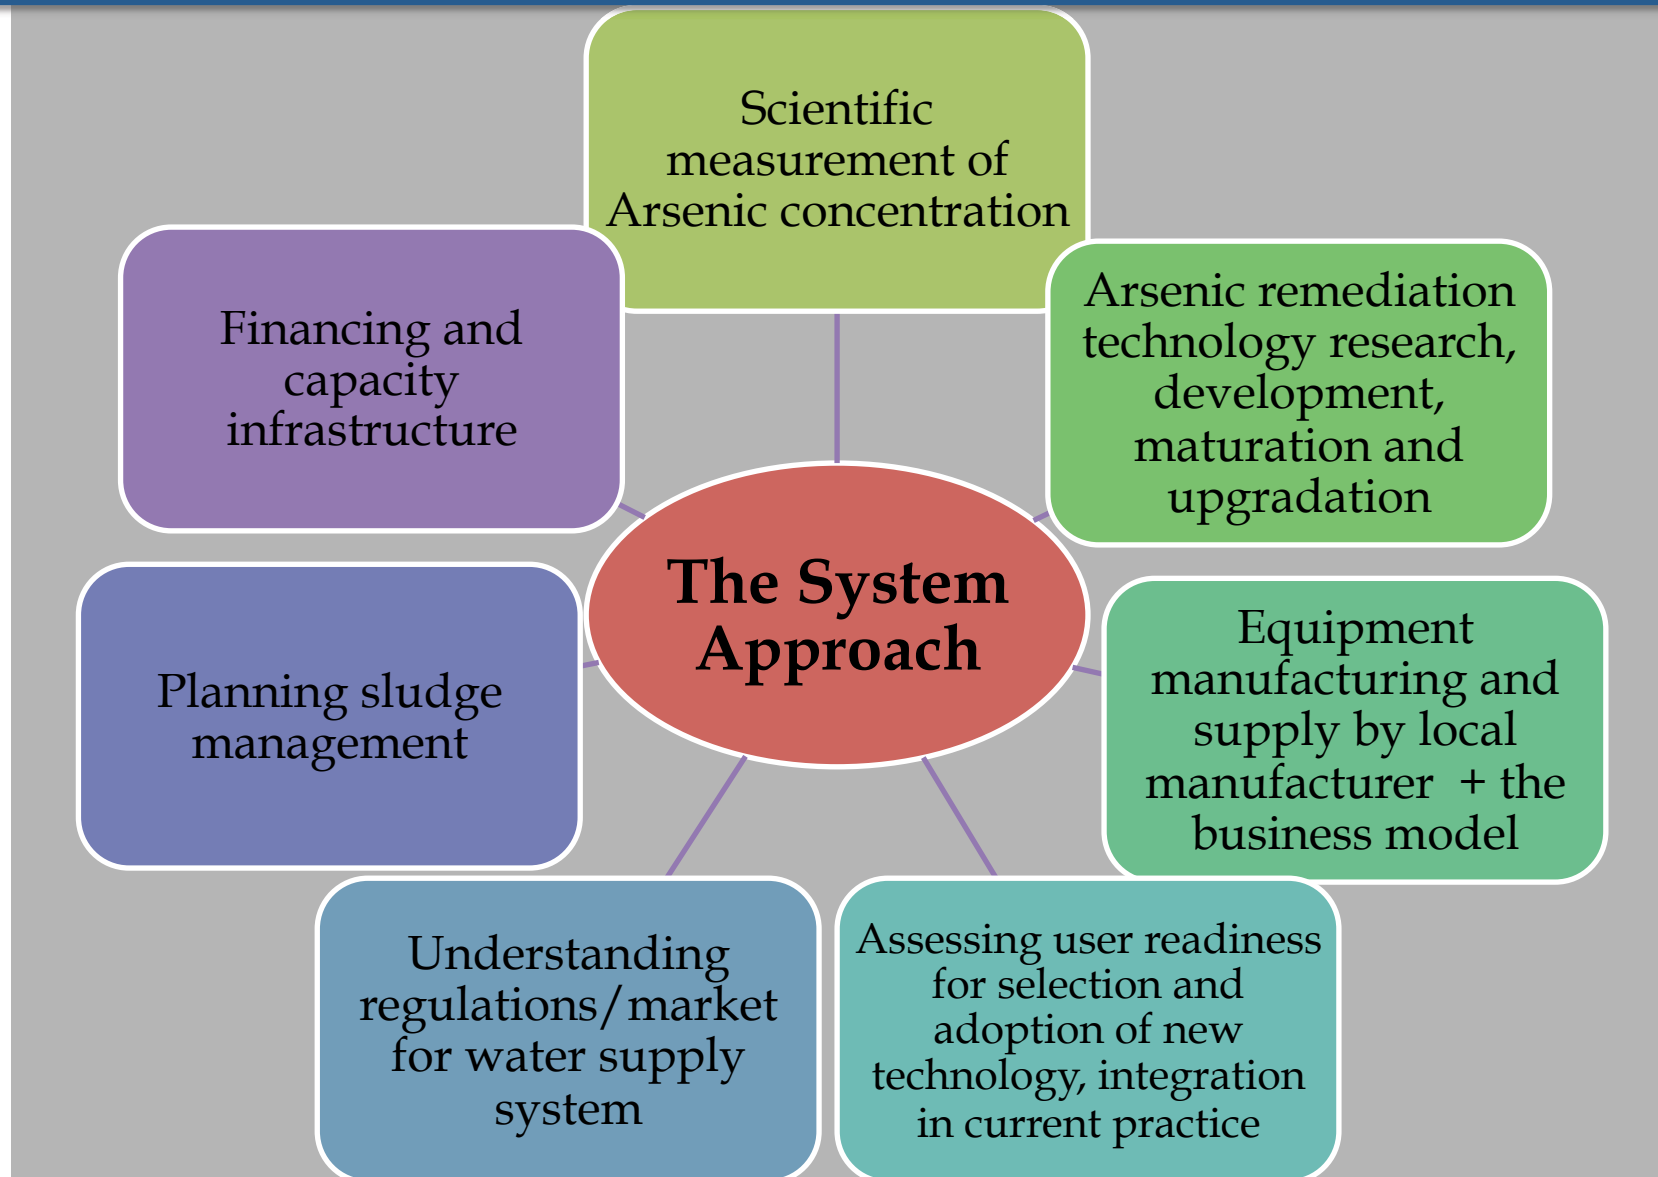 Scientific
measurement of
Arsenic concentration
Financing and
capacity
infrastructure
Arsenic remediation
technology research,
development,
maturation and
upgradation
The System
Approach
Planning sludge
management
Equipment
manufacturing and
supply by local
manufacturer + the
business model
Understanding
regulations/market
for water supply
system
Assessing user readiness
for selection and
adoption of new
technology, integration
in current practice